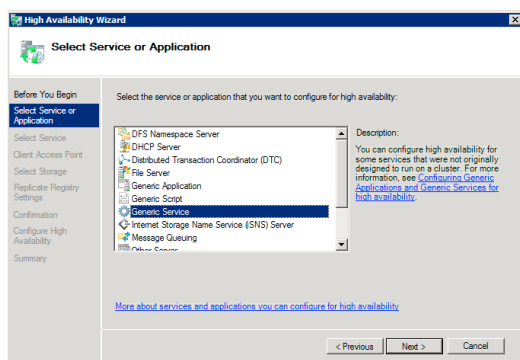 High Availability Wizard
Select Service or Application
Before You Begin
Select Service or
Application
Select Service
Client Access Point
Select Storage
Replicate Registry
Settings
Confirmation
Configure High
Availability
Summary
Select the service or application that you want to configure for high availability:
DFS Namespace Server
DHCP Server
Distributed Transaction Coordinator (DTC)
File Server
Generic Application
Generic Script
Generic Service
Internet Storage Name Service (iSNS) Server
Message Queuing
Other Server
Description:
You can configure high availability for
some services that were not originally
designed to run on a cluster. For more
information, see Configuring Generic
Applications and Generic Services for
high availability.
More about services and applications you can configure for high availability
< Previous
Next >
Cancel